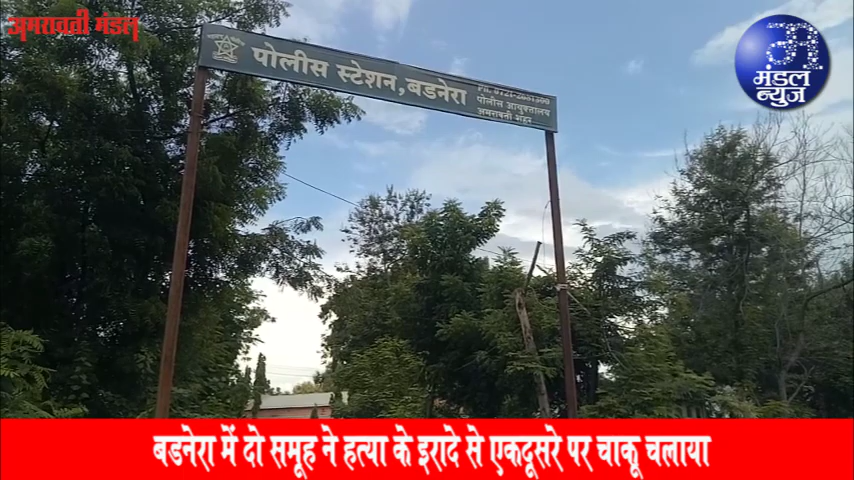 अमरावती मंडल
मंडल
न्युज
पोलीस स्टेशन, बडनेरा
पोलीस आयुक्तालय
अमरावती शहर
बडनेरा में दो समूह ने हत्या के इरादे से एकदूसरे पर चाकू चलाया